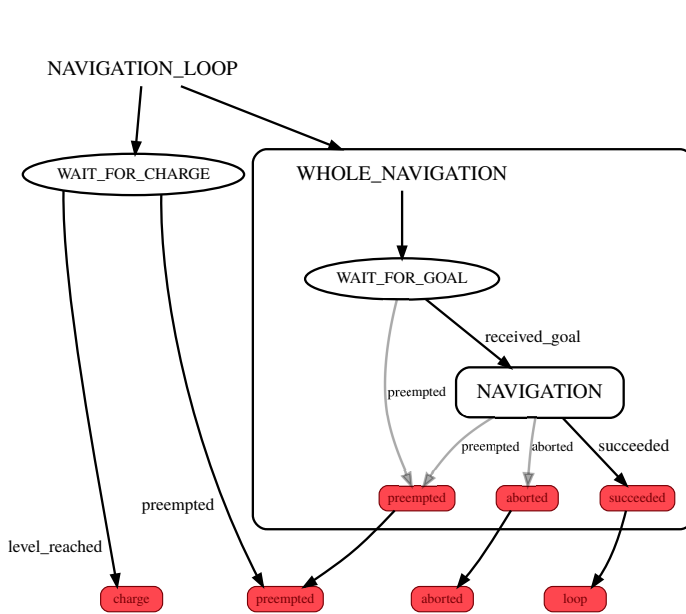 NAVIGATION_LOOP
WAIT_FOR_CHARGE
WHOLE_NAVIGATION
WAIT_FOR_GOAL
received_goal
preempted
NAVIGATION
preempted
aborted
succeeded
preempted
aborted
succeeded
preempted
level_reached
charge
preempted
aborted
loop